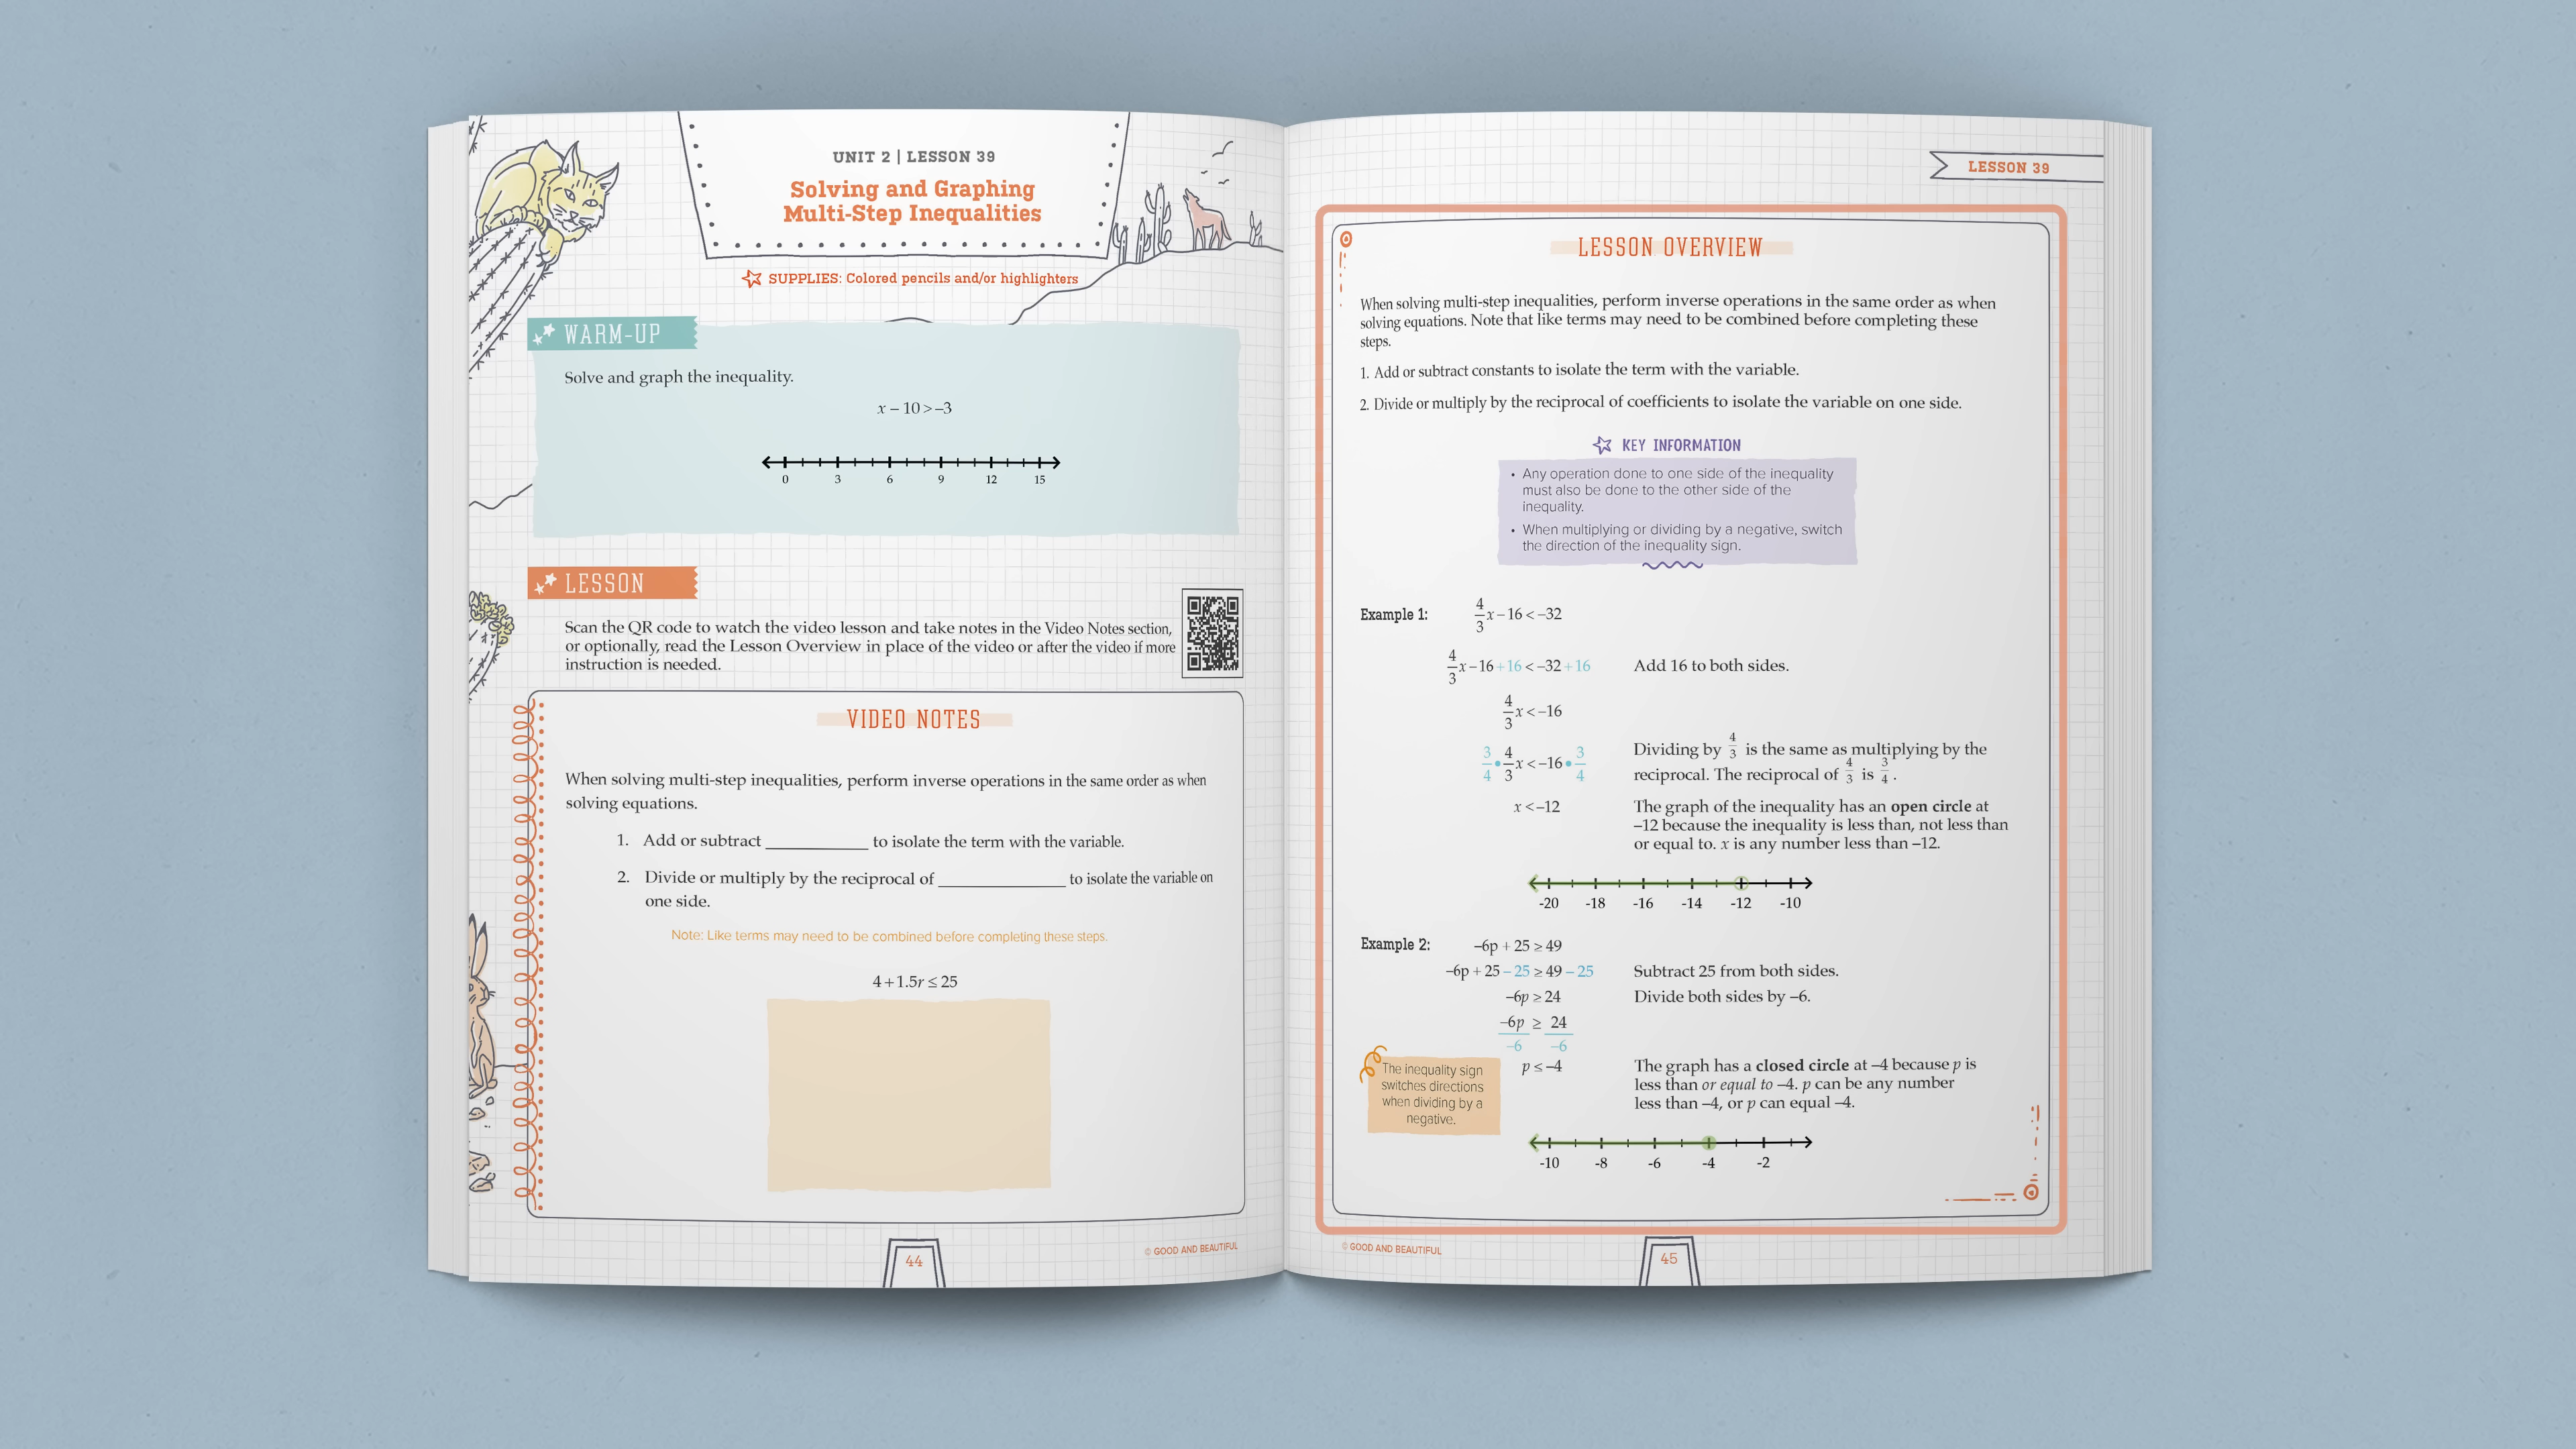 UNIT 2 | LESSON 39
Solving and Graphing
Multi-Step Inequalities
SUPPLIES: Colored pencils and/or highlighters
WARM-UP
Solve and graph the inequality.
x – 10 > –3
0 3 6 9 12 15
LESSON
Scan the QR code to watch the video lesson and take notes in the Video Notes section,
or optionally, read the Lesson Overview in place of the video or after the video if more
instruction is needed.
VIDEO NOTES
When solving multi-step inequalities, perform inverse operations in the same order as when
solving equations.
1. Add or subtract ____________ to isolate the term with the variable.
2. Divide or multiply by the reciprocal of _______________ to isolate the variable on
one side.
Note: Like terms may need to be combined before completing these steps.
4 + 1.5r ≤ 25
44
© GOOD AND BEAUTIFUL
LESSON 39
LESSON OVERVIEW
When solving multi-step inequalities, perform inverse operations in the same order as when
solving equations. Note that like terms may need to be combined before completing these
steps.
1. Add or subtract constants to isolate the term with the variable.
2. Divide or multiply by the reciprocal of coefficients to isolate the variable on one side.
KEY INFORMATION
• Any operation done to one side of the inequality
must also be done to the other side of the
inequality.
• When multiplying or dividing by a negative, switch
the direction of the inequality sign.
Example 1: 4/3 x – 16 < –32
4/3 x – 16 + 16 < –32 + 16 Add 16 to both sides.
4/3 x < –16
3/4 • 4/3 x < –16 • 3/4 Dividing by 4/3 is the same as multiplying by the
reciprocal. The reciprocal of 4/3 is 3/4.
x < –12 The graph of the inequality has an open circle at
–12 because the inequality is less than, not less than
or equal to. x is any number less than –12.
-20 -18 -16 -14 -12 -10
Example 2: –6p + 25 ≥ 49
–6p + 25 – 25 ≥ 49 – 25 Subtract 25 from both sides.
–6p ≥ 24 Divide both sides by –6.
–6p ≥ 24
–6 –6
The inequality sign
switches directions
when dividing by a
negative.
p ≤ –4 The graph has a closed circle at –4 because p is
less than or equal to –4. p can be any number
less than –4, or p can equal –4.
-10 -8 -6 -4 -2
© GOOD AND BEAUTIFUL
45